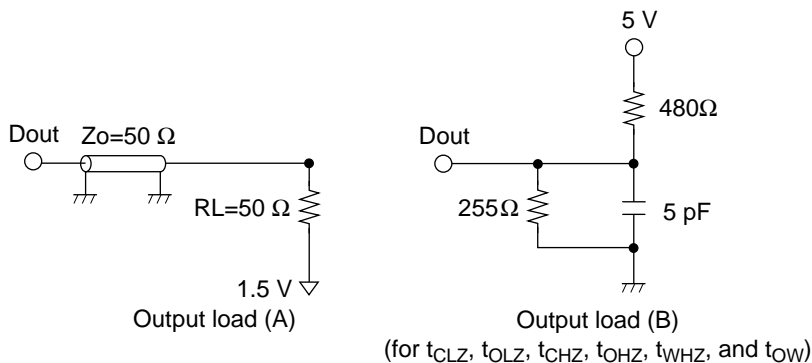 Dout
Zo=50 Ω
RL=50 Ω
1.5 V
Output load (A)
5 V
480Ω
Dout
255Ω
5 pF
Output load (B)
(for tCLZ, tOLZ, tCHZ, tOHZ, tWHZ, and tOW)